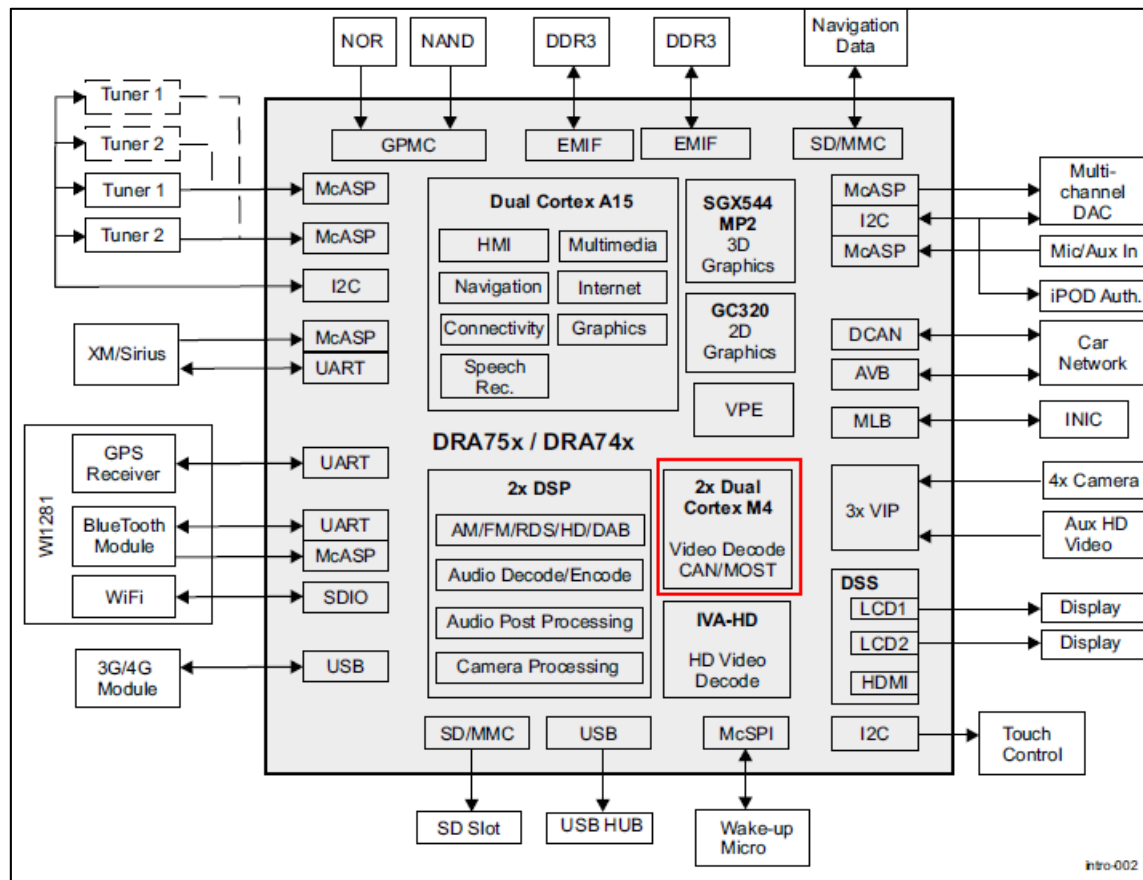 NOR
NAND
DDR3
DDR3
Navigation
Data
Tuner 1
Tuner 2
Tuner 1
Tuner 2
GPMC
EMIF
EMIF
SD/MMC
McASP
McASP
I2C
McASP
UART
XM/Sirius
Dual Cortex A15
HMI
Multimedia
Navigation
Internet
Connectivity
Graphics
Speech
Rec.
SGX544
MP2
3D
Graphics
GC320
2D
Graphics
VPE
McASP
I2C
McASP
Multi-
channel
DAC
Mic/Aux In
iPOD Auth.
DCAN
AVB
Car
Network
MLB
INIC
DRA75x / DRA74x
WI1281
GPS
Receiver
BlueTooth
Module
WiFi
UART
UART
McASP
SDIO
3G/4G
Module
USB
2x DSP
AM/FM/RDS/HD/DAB
Audio Decode/Encode
Audio Post Processing
Camera Processing
2x Dual
Cortex M4
Video Decode
CAN/MOST
IVA-HD
HD Video
Decode
3x VIP
4x Camera
Aux HD
Video
DSS
LCD1
LCD2
HDMI
Display
Display
SD/MMC
USB
McSPI
I2C
Touch
Control
SD Slot
USB HUB
Wake-up
Micro
intro-002